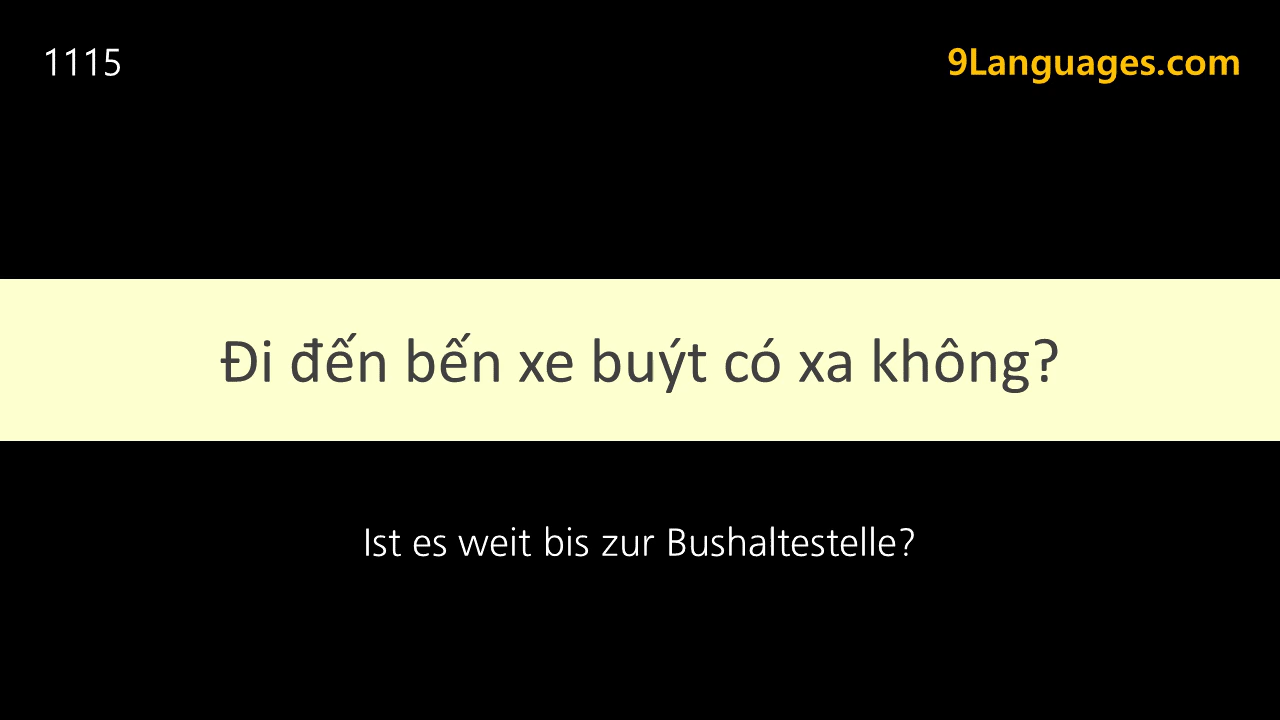 1115
9Languages.com
Đi đến bến xe buýt có xa không?
Ist es weit bis zur Bushaltestelle?